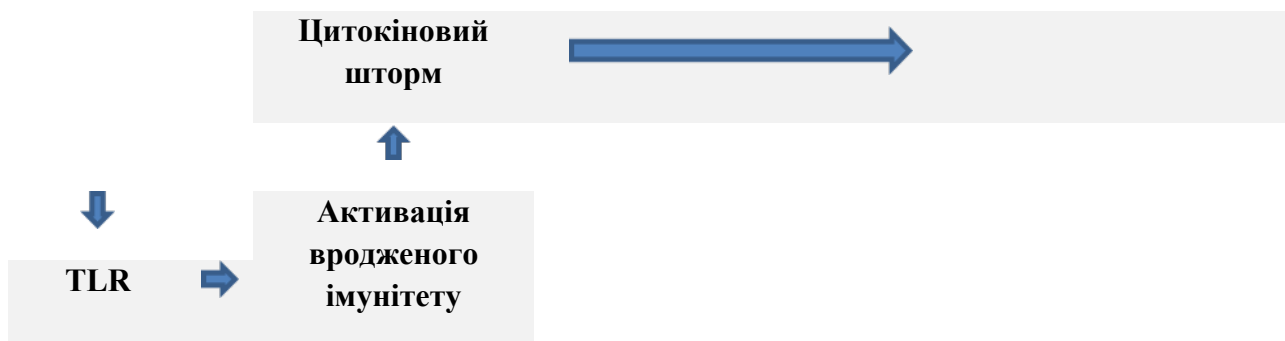 Цитокіновий
шторм
Активація
вродженого
імунітету
TLR